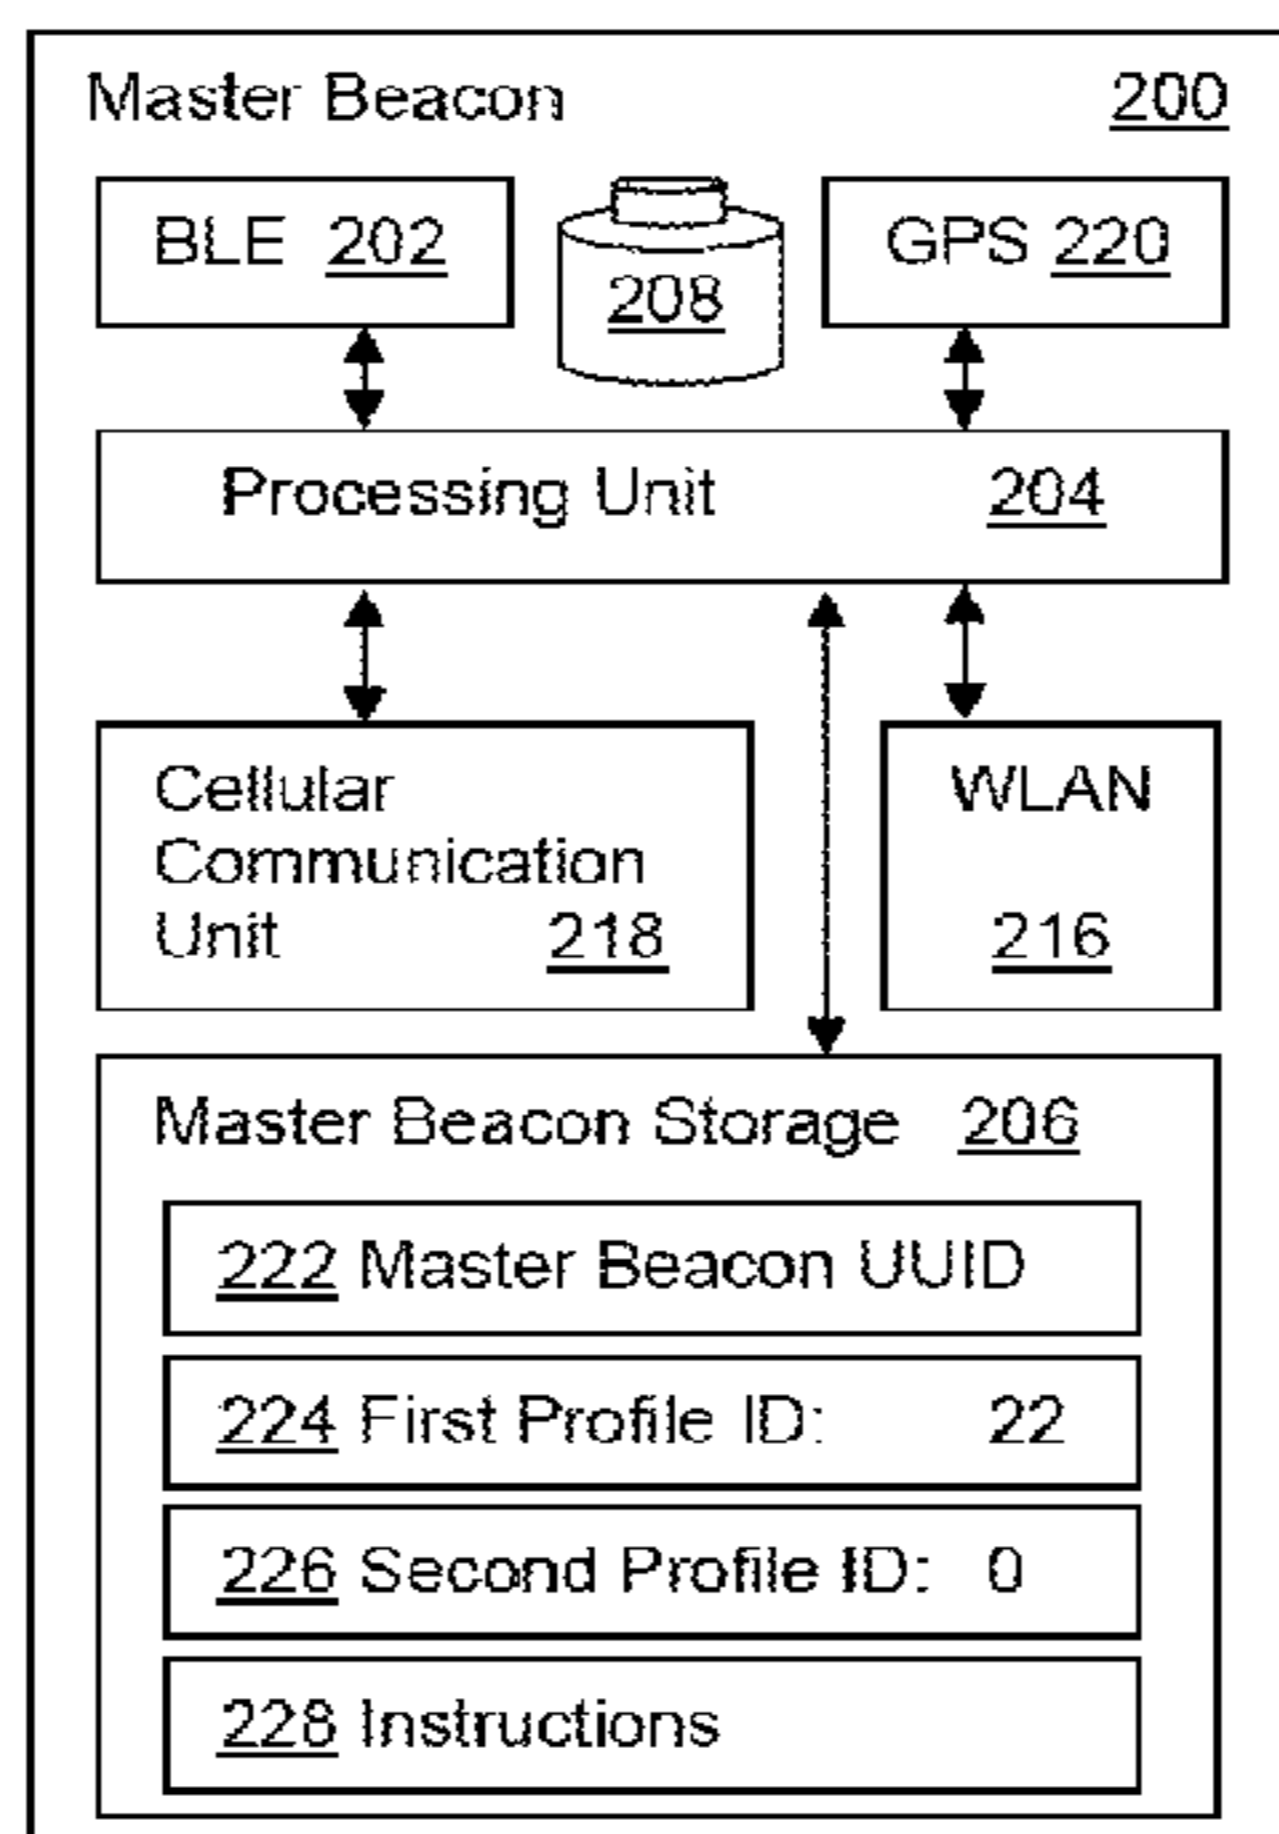 Master Beacon 200
BLE 202
208
GPS 220
Processing Unit 204
Cellular
Communication
Unit 218
WLAN
216
Master Beacon Storage 206
222 Master Beacon UUID
224 First Profile ID: 22
226 Second Profile ID: 0
228 Instructions